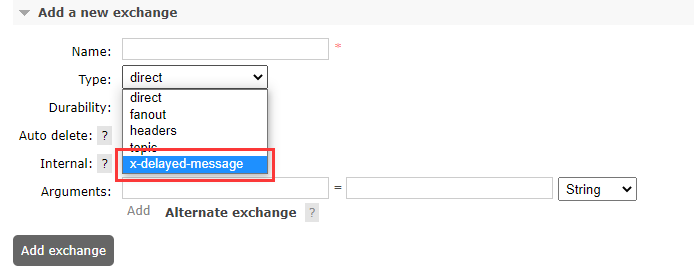 Add a new exchange
Name: *
Type: direct
direct
Durability:
fanout
Auto delete: ?
headers
topic
Internal: ?
x-delayed-message
Arguments: = String
Add Alternate exchange ?
Add exchange